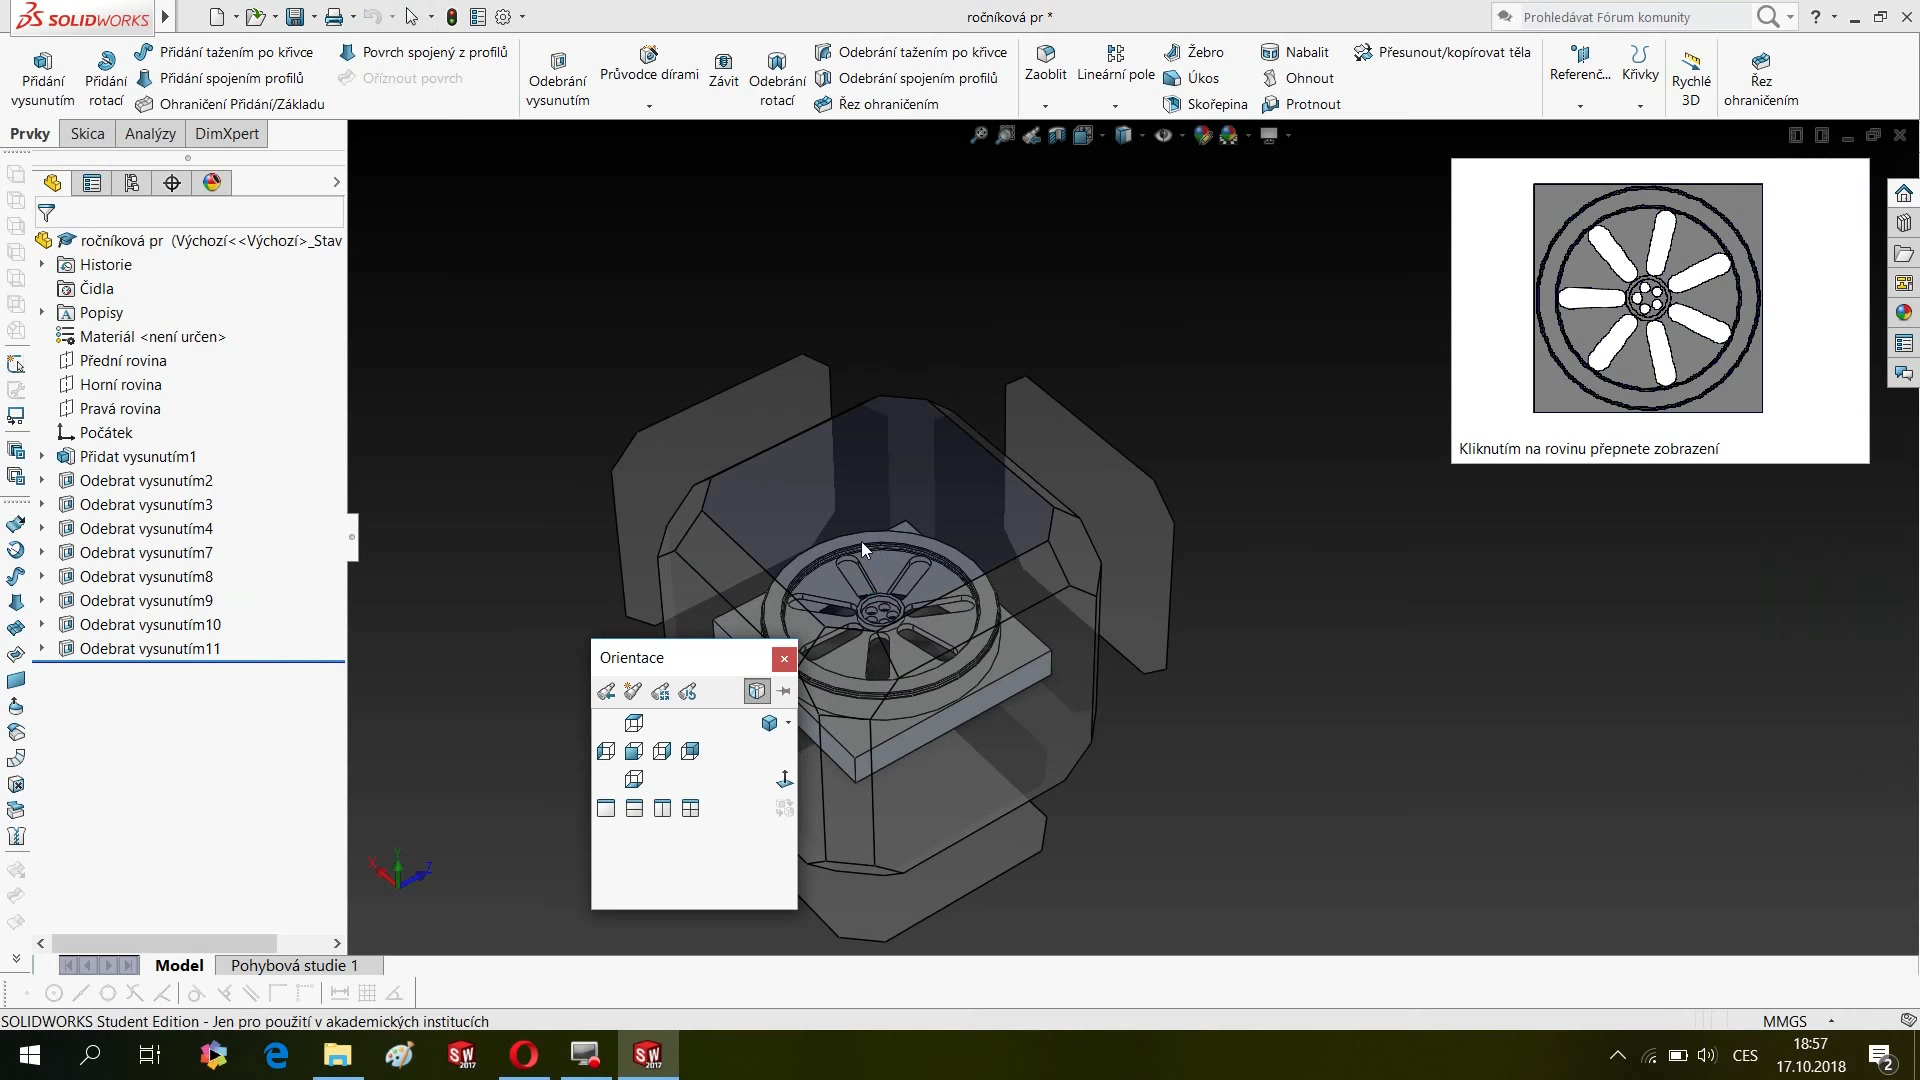 SOLIDWORKS
ročníková pr *
Prohledávat Fórum komunity
?
Přidání vysunutím
Přidání rotací
Přidání tažením po křivce
Přidání spojením profilů
Ohraničení Přidání/Základu
Povrch spojený z profilů
Oříznout povrch
Odebrání vysunutím
Průvodce dírami
Závit
Odebrání rotací
Odebrání tažením po křivce
Odebrání spojením profilů
Řez ohraničením
Zaoblit
Lineární pole
Žebro
Úkos
Skořepina
Nabalit
Ohnout
Protnout
Přesunout/kopírovat těla
Referenč...
Křivky
Rychlé 3D
Řez ohraničením
Prvky
Skica
Analýzy
DimXpert
ročníková pr (Výchozí<<Výchozí>_Stav
Historie
Čidla
Popisy
Materiál <není určen>
Přední rovina
Horní rovina
Pravá rovina
Počátek
Přidat vysunutím1
Odebrat vysunutím2
Odebrat vysunutím3
Odebrat vysunutím4
Odebrat vysunutím7
Odebrat vysunutím8
Odebrat vysunutím9
Odebrat vysunutím10
Odebrat vysunutím11
Kliknutím na rovinu přepnete zobrazení
Orientace
X
Y
Z
Model
Pohybová studie 1
SOLIDWORKS Student Edition - Jen pro použití v akademických institucích
MMGS
SW
2017
SW
2017
CES
18:57
17.10.2018
2